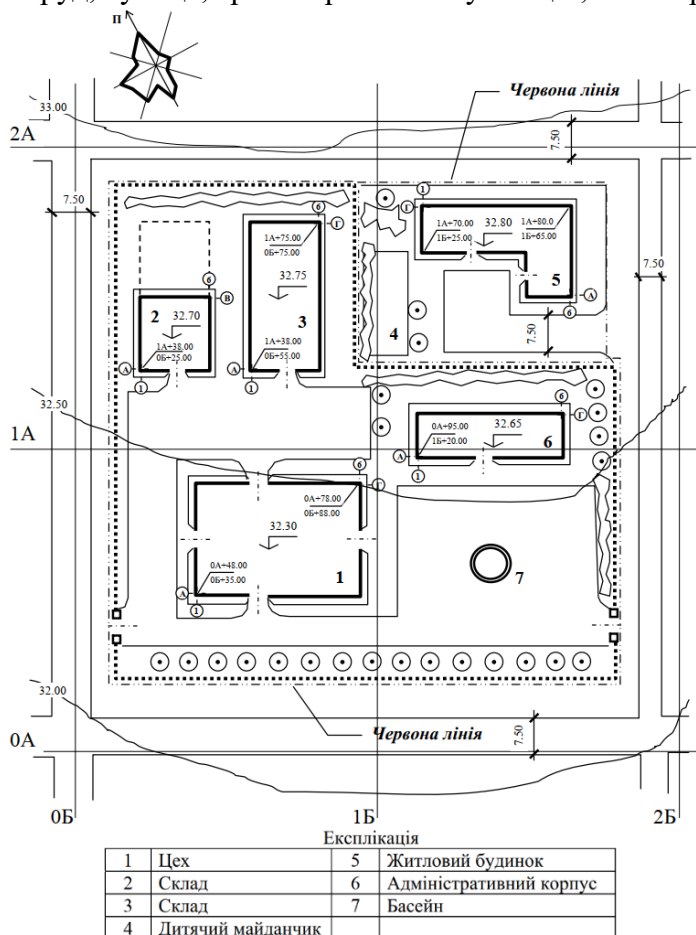 П
Червона лінія
33.00
2А
7.50
7.50
1
б
Г
1А+70.00
1Б+25.00
32.80
1А+80.0
1Б+65.00
5
А
б
б
Г
1А+75.00
0Б+75.00
32.75
3
7.50
7.50
б
В
2
32.70
1А+38.00
0Б+25.00
А
1
1А+38.00
0Б+55.00
А
1
4
32.50
1А
б
Г
0А+95.00
1Б+20.00
32.65
6
А
1
б
Г
0А+78.00
0Б+88.00
32.30
0А+48.00
0Б+35.00
А
1
1
7
32.00
Червона лінія
7.50
0А
0Б
1Б
2Б
Експлікація
1 Цех 5 Житловий будинок
2 Склад 6 Адміністративний корпус
3 Склад 7 Басейн
4 Дитячий майданчик